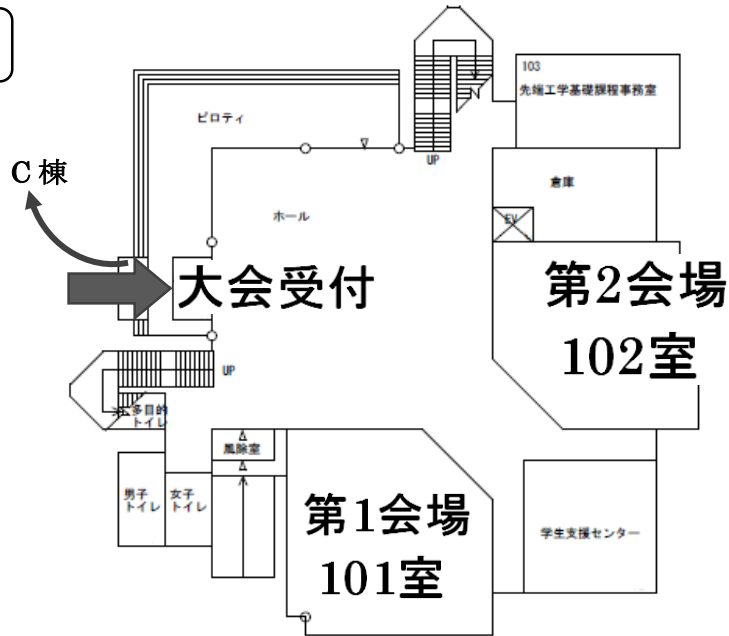 103
先端工学基礎課程事務室
ピロティ
UP
C棟
倉庫
ホール
EV
大会受付
第2会場
102室
UP
多目的
トイレ
風除室
男子
トイレ
女子
トイレ
第1会場
101室
学生支援センター